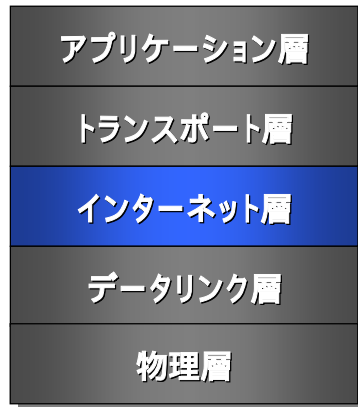 アプリケーション層
トランスポート層
インターネット層
データリンク層
物理層